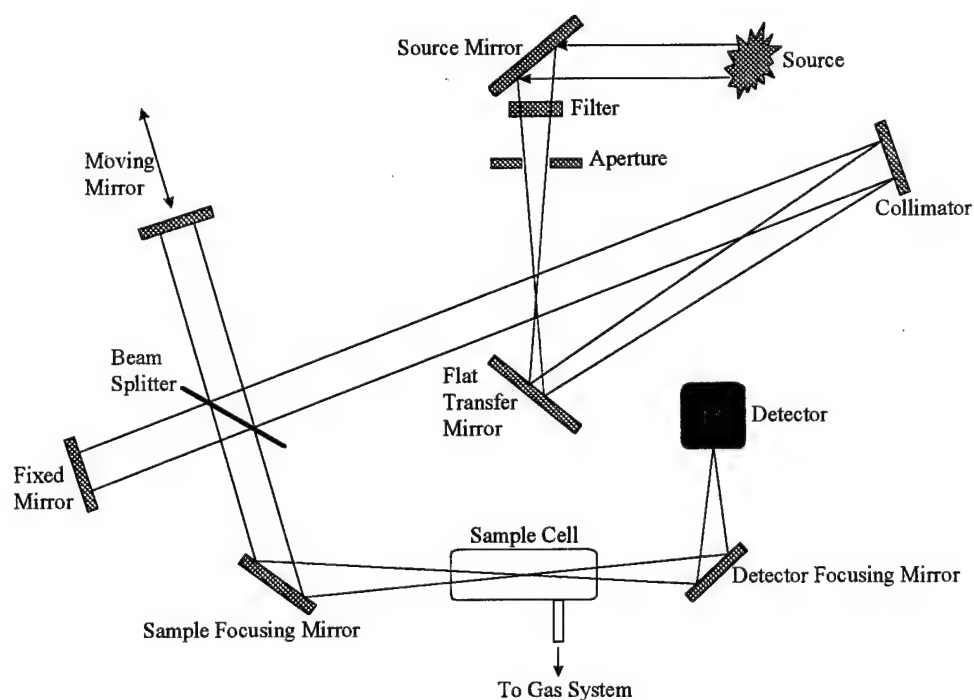 Source Mirror
Source
Filter
Aperture
Moving
Mirror
Collimator
Beam
Splitter
Flat
Transfer
Mirror
Detector
Fixed
Mirror
Sample Cell
Detector Focusing Mirror
Sample Focusing Mirror
To Gas System